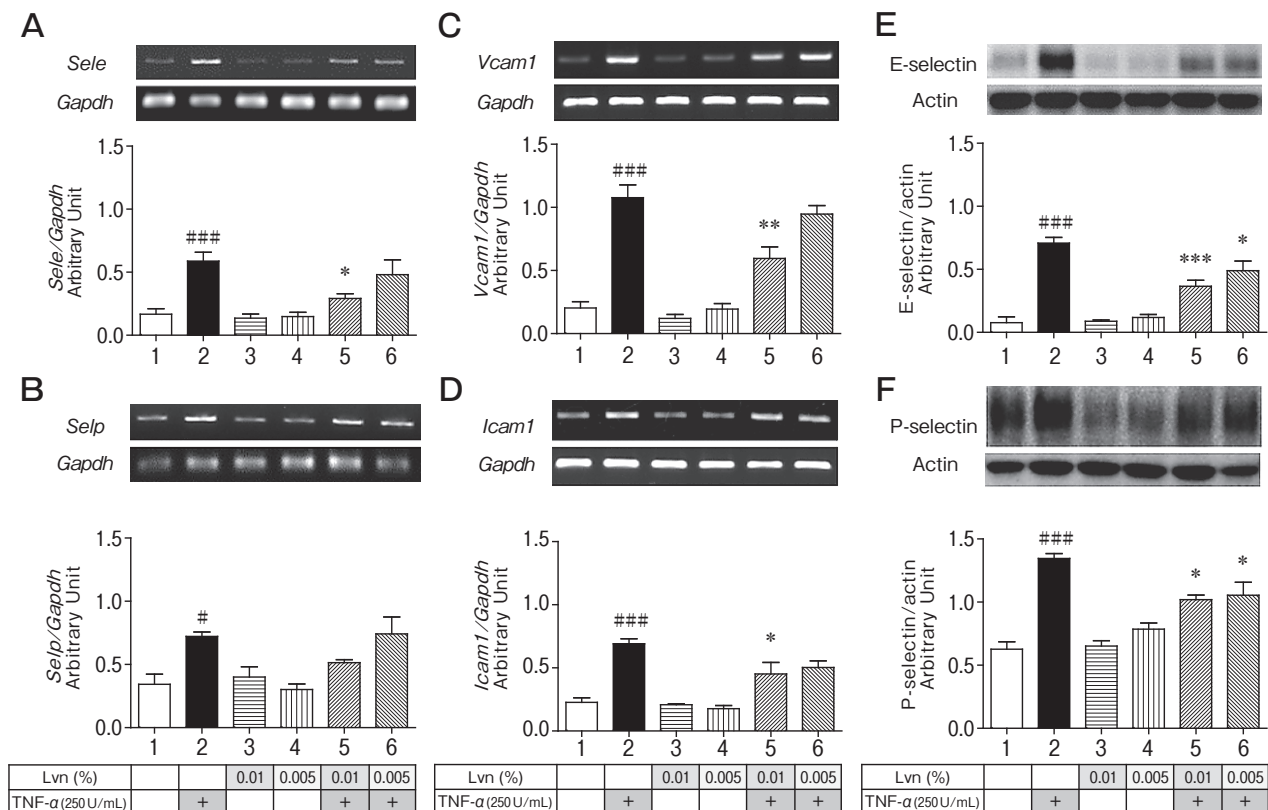 A
Sele
Gapdh
Sele/Gapdh
Arbitrary Unit
1.5
1.0
0.5
0.0
###
*
1 2 3 4 5 6
B
Selp
Gapdh
Selp/Gapdh
Arbitrary Unit
1.5
1.0
0.5
0.0
#
1 2 3 4 5 6
Lvn (%) 0.01 0.005 0.01 0.005
TNF-α (250 U/mL) + + +
C
Vcam1
Gapdh
Vcam1/Gapdh
Arbitrary Unit
1.5
1.0
0.5
0.0
###
**
1 2 3 4 5 6
D
Icam1
Gapdh
Icam1/Gapdh
Arbitrary Unit
1.5
1.0
0.5
0.0
###
*
1 2 3 4 5 6
Lvn (%) 0.01 0.005 0.01 0.005
TNF-α (250 U/mL) + + +
E
E-selectin
Actin
E-selectin/actin
Arbitrary Unit
1.5
1.0
0.5
0.0
###
***
*
1 2 3 4 5 6
F
P-selectin
Actin
P-selectin/actin
Arbitrary Unit
1.5
1.0
0.5
0.0
###
*
*
1 2 3 4 5 6
Lvn (%) 0.01 0.005 0.01 0.005
TNF-α (250 U/mL) + + +